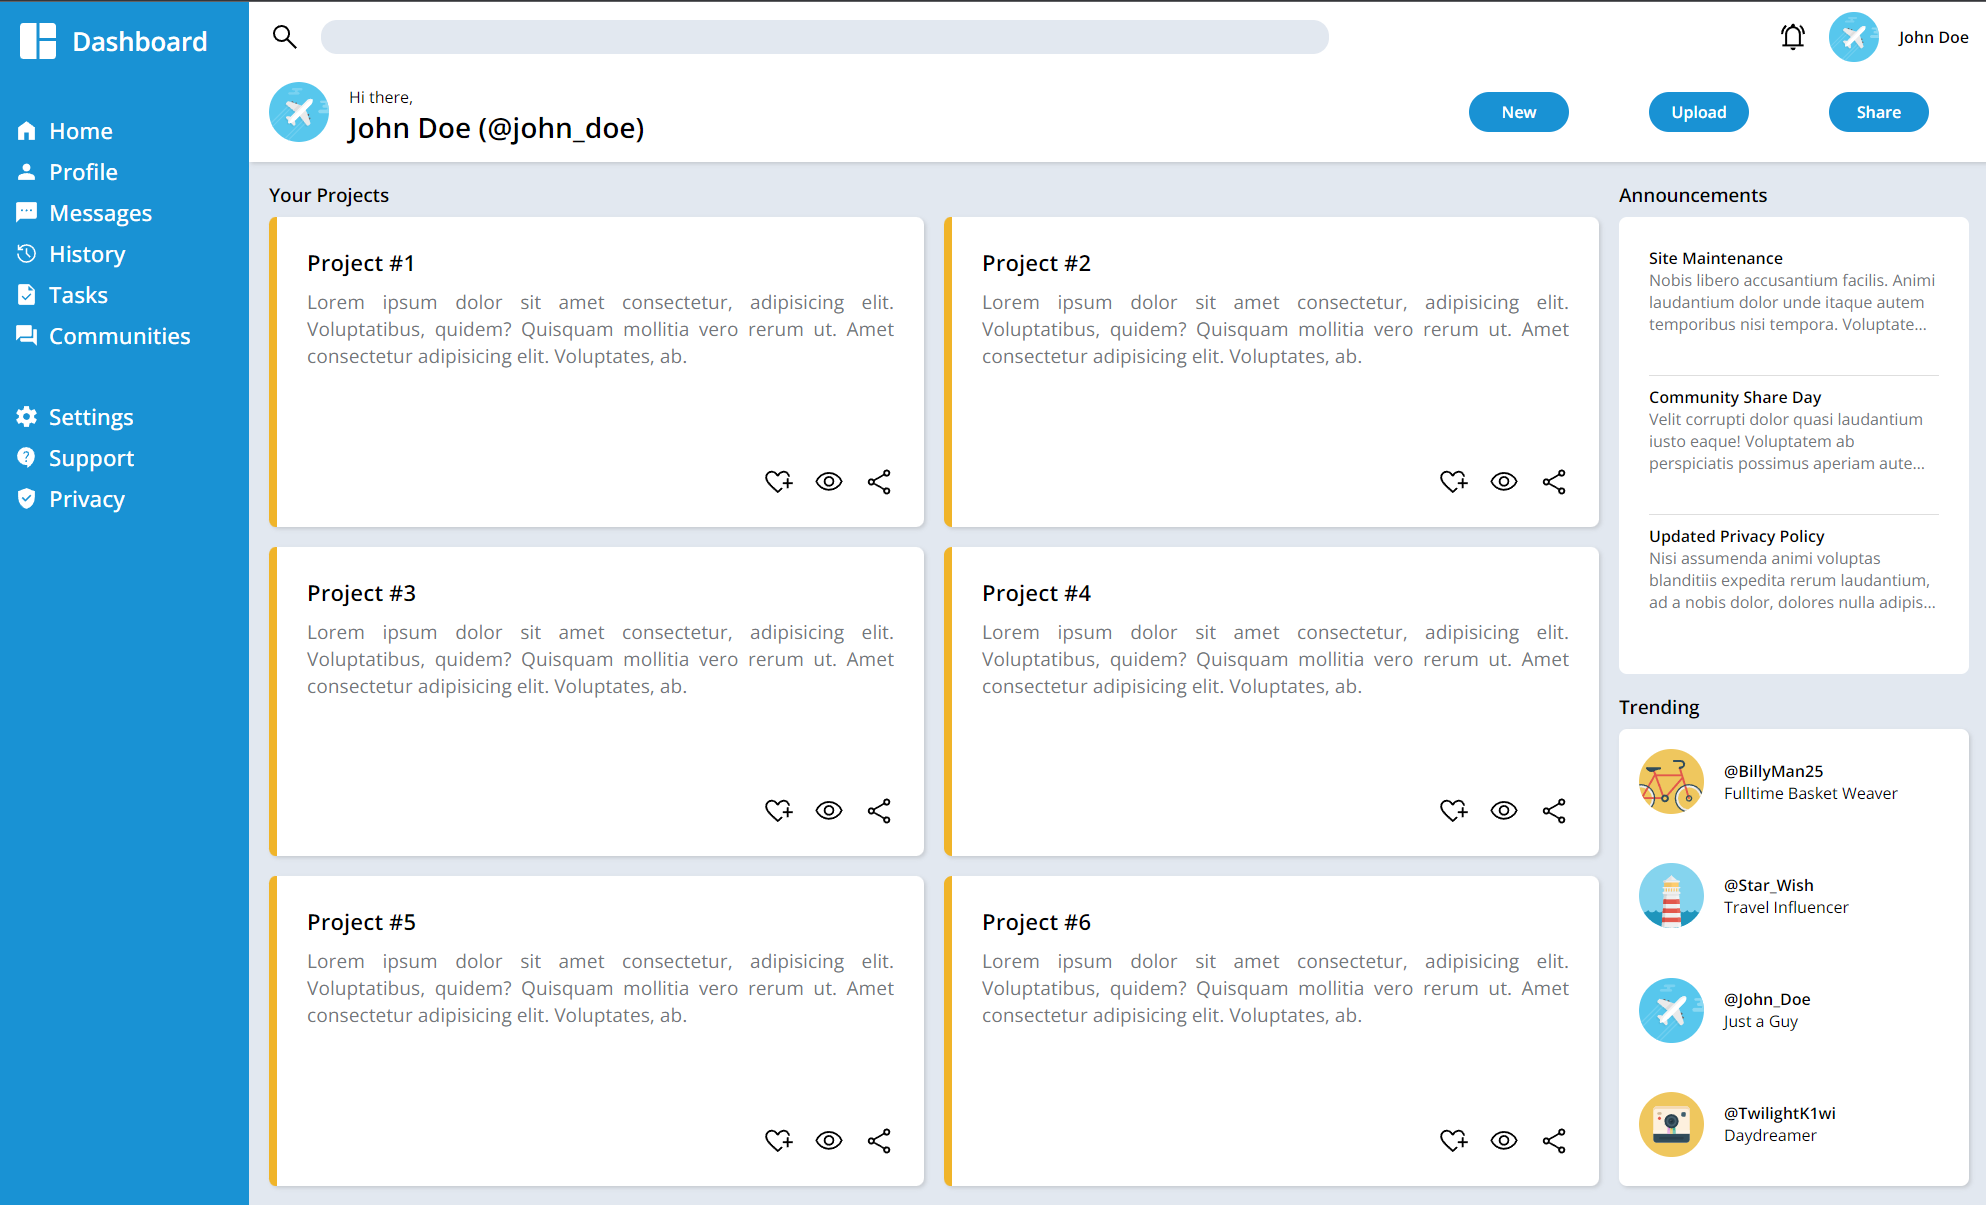 Dashboard
Home
Profile
Messages
History
Tasks
Communities
Settings
Support
Privacy
John Doe
Hi there,
John Doe (@john_doe)
New
Upload
Share
Your Projects
Project #1
Lorem ipsum dolor sit amet consectetur, adipisicing elit.
Voluptatibus, quidem? Quisquam mollitia vero rerum ut. Amet
consectetur adipisicing elit. Voluptates, ab.
Project #2
Lorem ipsum dolor sit amet consectetur, adipisicing elit.
Voluptatibus, quidem? Quisquam mollitia vero rerum ut. Amet
consectetur adipisicing elit. Voluptates, ab.
Project #3
Lorem ipsum dolor sit amet consectetur, adipisicing elit.
Voluptatibus, quidem? Quisquam mollitia vero rerum ut. Amet
consectetur adipisicing elit. Voluptates, ab.
Project #4
Lorem ipsum dolor sit amet consectetur, adipisicing elit.
Voluptatibus, quidem? Quisquam mollitia vero rerum ut. Amet
consectetur adipisicing elit. Voluptates, ab.
Project #5
Lorem ipsum dolor sit amet consectetur, adipisicing elit.
Voluptatibus, quidem? Quisquam mollitia vero rerum ut. Amet
consectetur adipisicing elit. Voluptates, ab.
Project #6
Lorem ipsum dolor sit amet consectetur, adipisicing elit.
Voluptatibus, quidem? Quisquam mollitia vero rerum ut. Amet
consectetur adipisicing elit. Voluptates, ab.
Announcements
Site Maintenance
Nobis libero accusantium facilis. Animi
laudantium dolor unde itaque autem
temporibus nisi tempora. Voluptate...
Community Share Day
Velit corrupti dolor quasi laudantium
iusto eaque! Voluptatem ab
perspiciatis possimus aperiam aute...
Updated Privacy Policy
Nisi assumenda animi voluptas
blanditiis expedita rerum laudantium,
ad a nobis dolor, dolores nulla adipis...
Trending
@BillyMan25
Fulltime Basket Weaver
@Star_Wish
Travel Influencer
@John_Doe
Just a Guy
@TwilightK1wi
Daydreamer